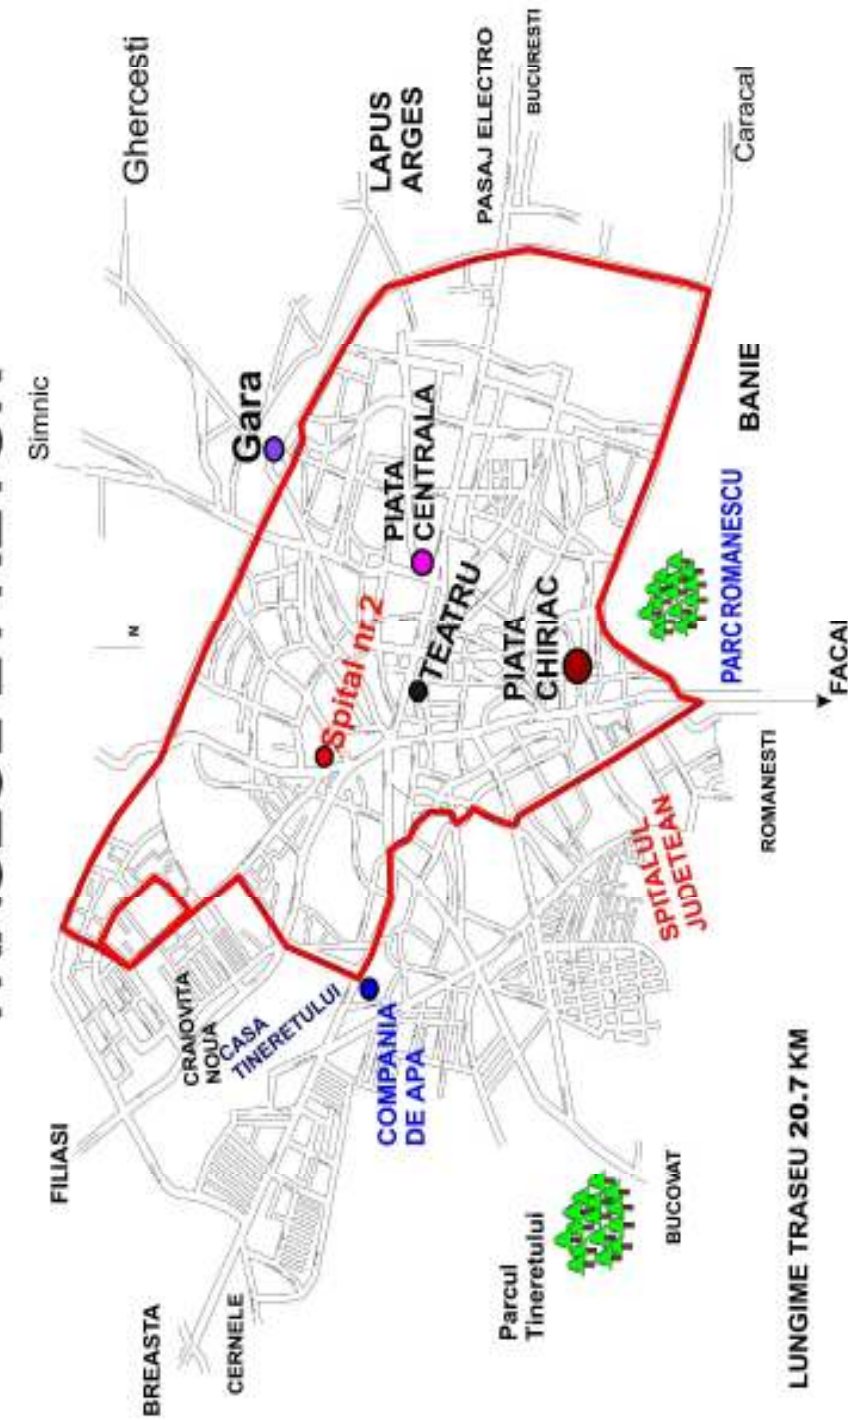 Simnic
FILIASI
Ghercesti
N
BREASTA
CRAIOVITA
NOUA
CASA
TINERETULUI
CERNELE
Gara
Spital nr.2
LAPUS
ARGES
COMPANIA
DE APA
PIATA
CENTRALA
TEATRU
PASAJ ELECTRO
BUCURESTI
PIATA
CHIRIAC
Parcul
Tineretului
SPITALUL
JUDETEAN
BUCOVAT
PARC ROMANESCU
BANIE
Caracal
ROMANESTI
LUNGIME TRASEU 20.7 KM
FACAI